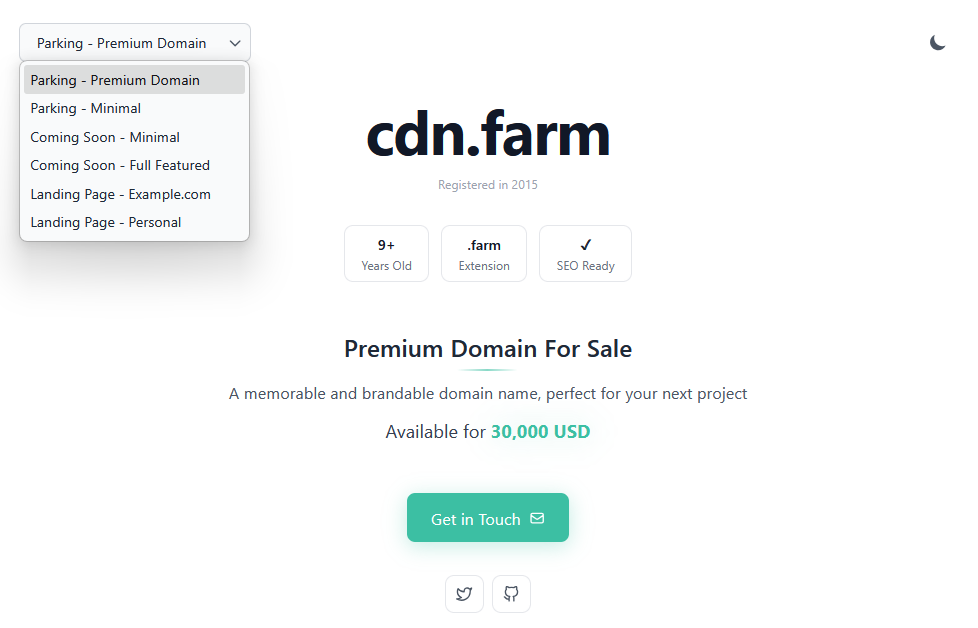 Parking - Premium Domain
Parking - Premium Domain
Parking - Minimal
Coming Soon - Minimal
Coming Soon - Full Featured
Landing Page - Example.com
Landing Page - Personal
cdn.farm
Registered in 2015
9+
Years Old
.farm
Extension
✓
SEO Ready
Premium Domain For Sale
A memorable and brandable domain name, perfect for your next project
Available for 30,000 USD
Get in Touch